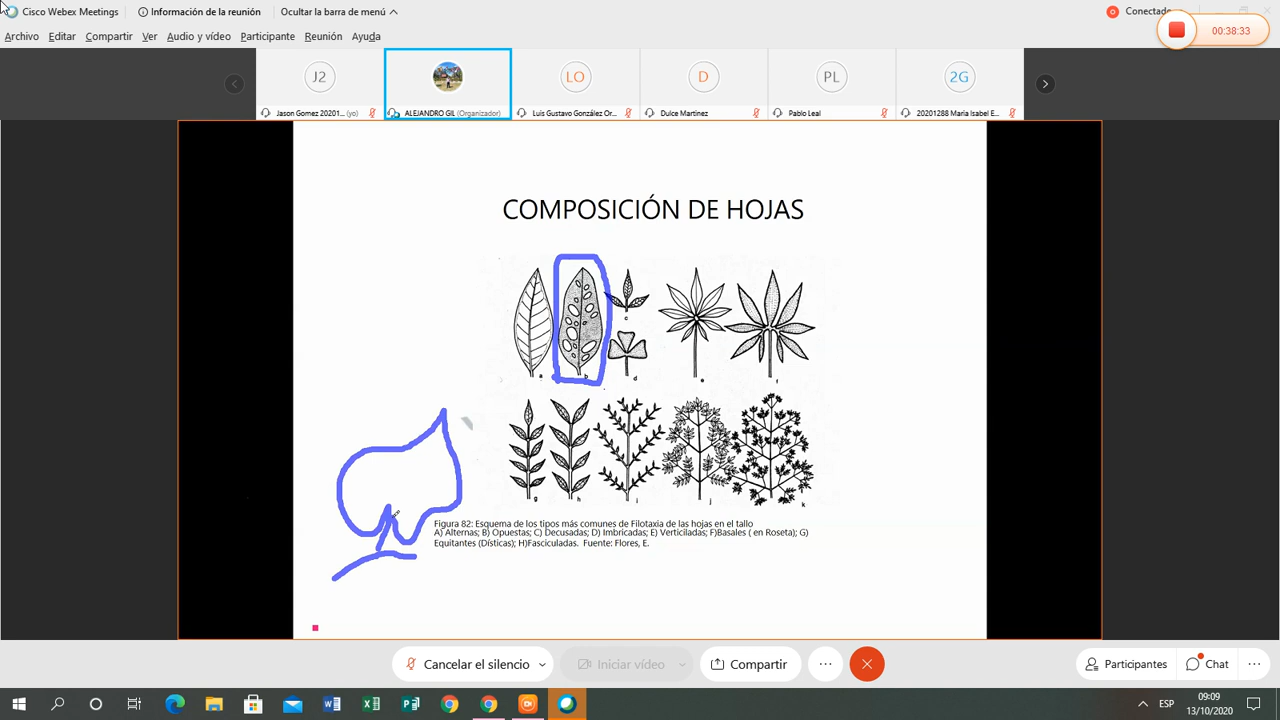 Cisco Webex Meetings
Información de la reunión
Ocultar la barra de menú
Conectado
00:38:33
Archivo Editar Compartir Ver Audio y vídeo Participante Reunión Ayuda
J2 LO D PL 2G
Jason Gomez 20201... (yo)
ALEJANDRO GIL (Organizador)
Luis Gustavo González Or...
Dulce Martinez
Pablo Leal
20201288 Maria Isabel E...
COMPOSICIÓN DE HOJAS
a b c d e f
g h i j k
Figura 82: Esquema de los tipos más comunes de Filotaxia de las hojas en el tallo
A) Alternas; B) Opuestas; C) Decusadas; D) Imbricadas; E) Verticiladas; F)Basales ( en Roseta); G)
Equitantes (Dísticas); H)Fasciculadas. Fuente: Flores, E.
Cancelar el silencio
Iniciar vídeo
Compartir
Participantes
Chat
ESP
09:09
13/10/2020